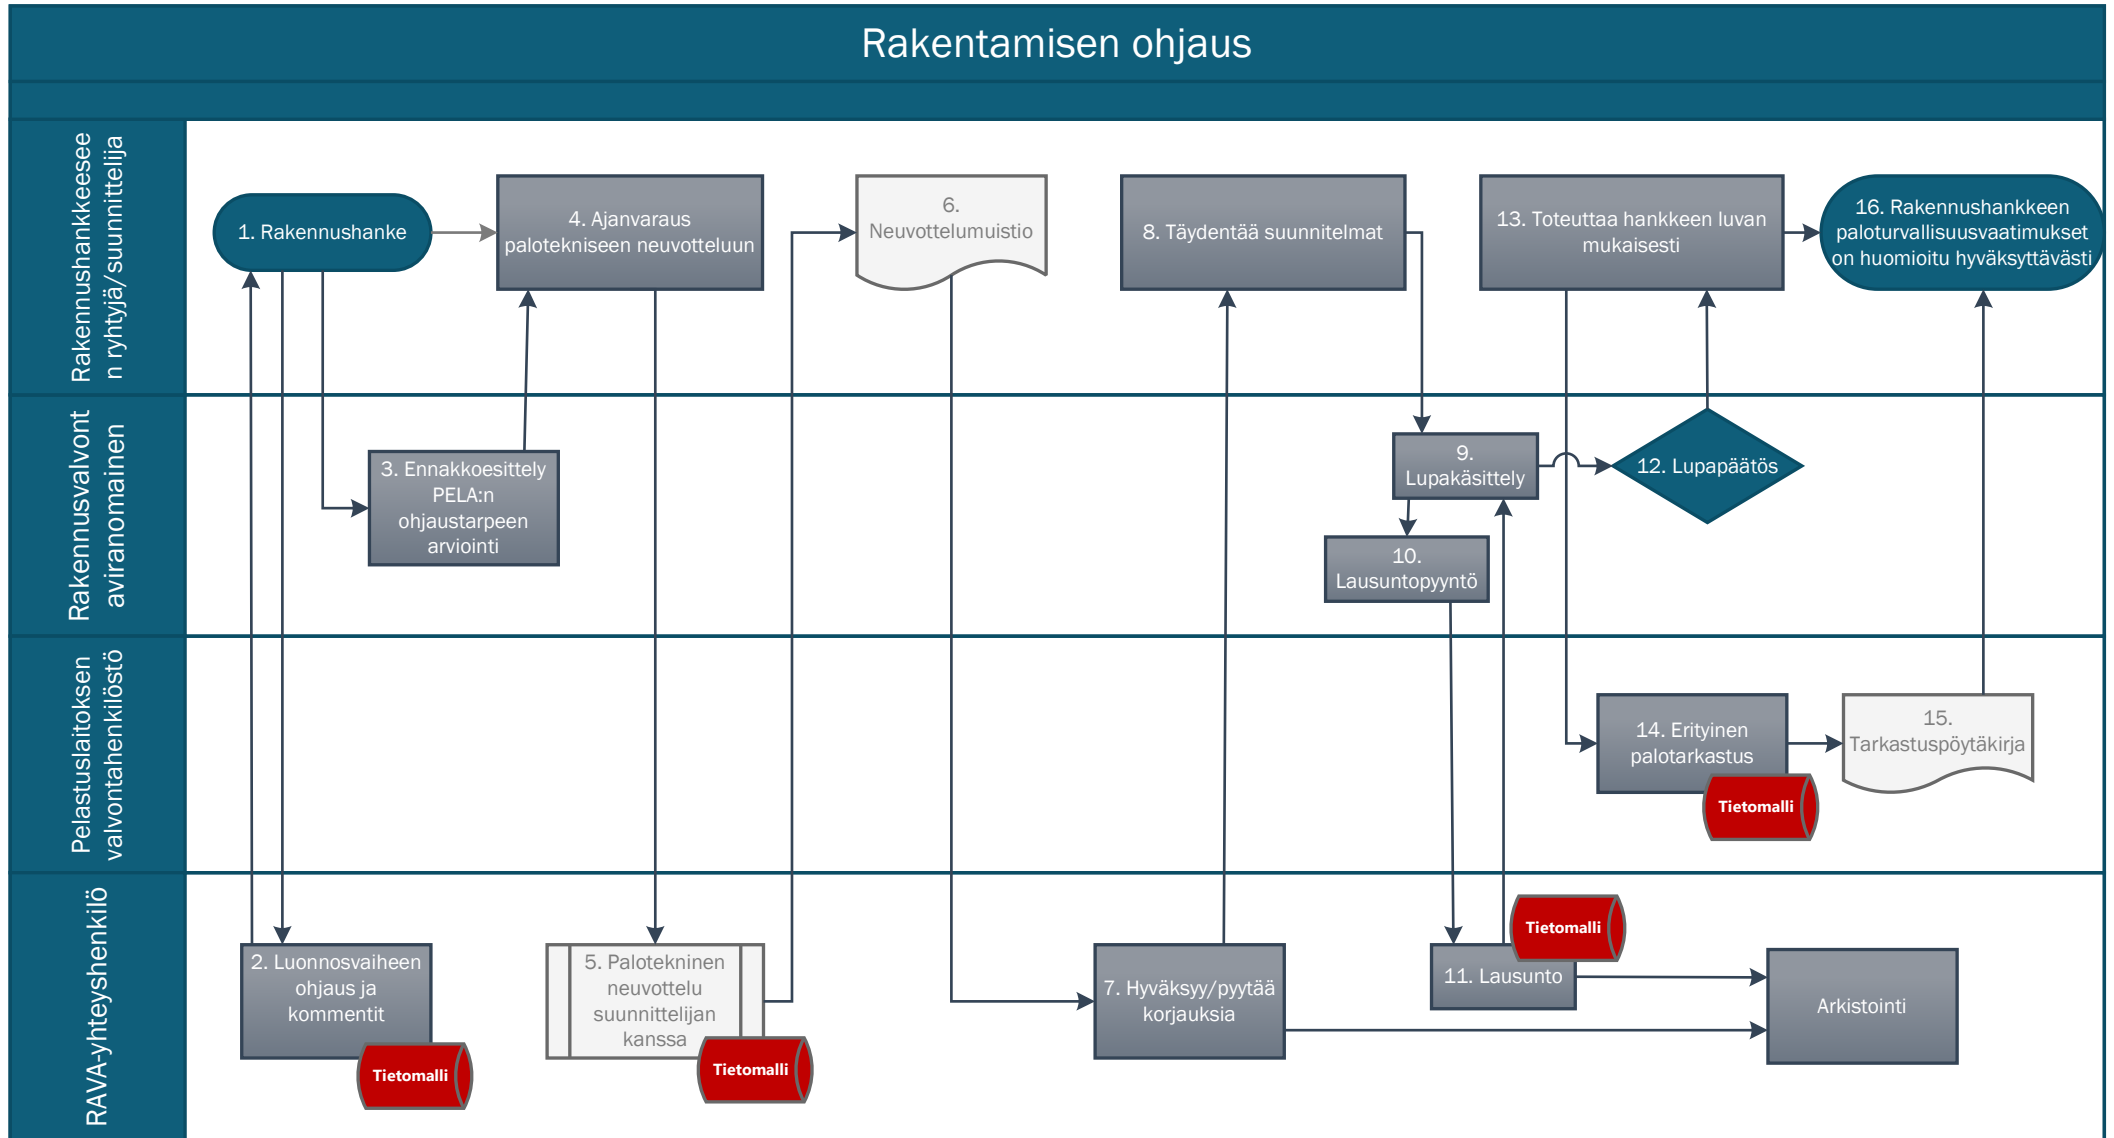 Rakentamisen ohjaus
Rakennushankkeesee
n ryhtyjä/suunnittelija
1. Rakennushanke
4. Ajanvaraus
palotekniseen neuvotteluun
6.
Neuvottelumuistio
8. Täydentää suunnitelmat
13. Toteuttaa hankkeen luvan
mukaisesti
16. Rakennushankkeen
paloturvallisuusvaatimukset
on huomioitu hyväksyttävästi
Rakennusvalvont
aviranomainen
3. Ennakkoesittely
PELA:n
ohjaustarpeen
arviointi
9.
Lupakäsittely
12. Lupapäätös
10.
Lausuntopyyntö
Pelastuslaitoksen
valvontahenkilöstö
14. Erityinen
palotarkastus
Tietomalli
15.
Tarkastuspöytäkirja
RAVA-yhteyshenkilö
2. Luonnosvaiheen
ohjaus ja
kommentit
Tietomalli
5. Palotekninen
neuvottelu
suunnittelijan
kanssa
Tietomalli
7. Hyväksyy/pyytää
korjauksia
Tietomalli
11. Lausunto
Arkistointi